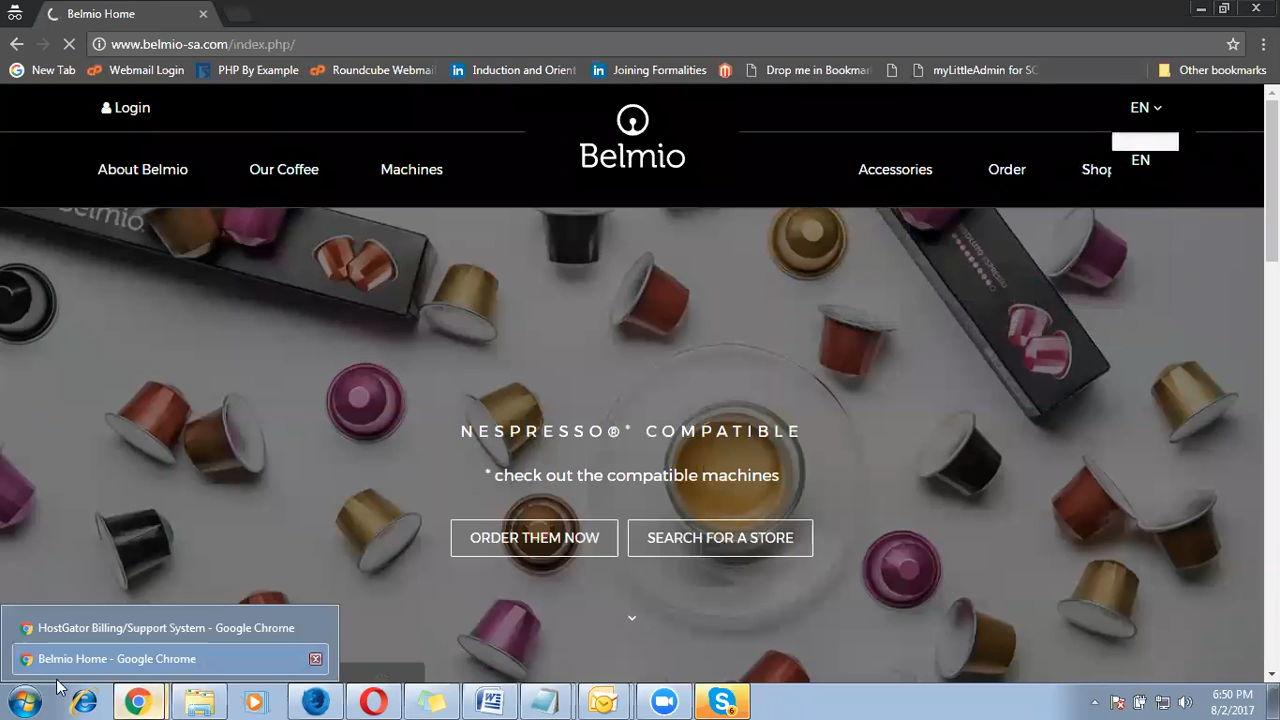 Belmio Home
www.belmio-sa.com/index.php/
New Tab
Webmail Login
PHP By Example
Roundcube Webma
Induction and Orient
Joining Formalities
Drop me in Bookmar
myLittleAdmin for SC
Other bookmarks
Login
EN
Belmio
EN
About Belmio
Our Coffee
Machines
Accessories
Order
Shop
Belmio.
NESPRESSO®* COMPATIBLE
* check out the compatible machines
ORDER THEM NOW
SEARCH FOR A STORE
HostGator Billing/Support System - Google Chrome
Belmio Home - Google Chrome
6
6:50 PM
8/2/2017